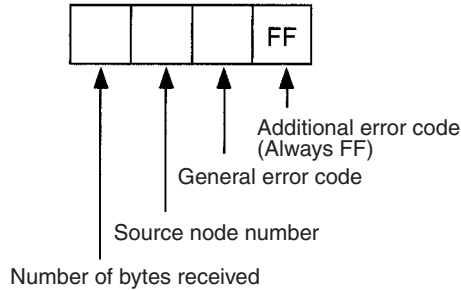 FF
Additional error code
(Always FF)
General error code
Source node number
Number of bytes received